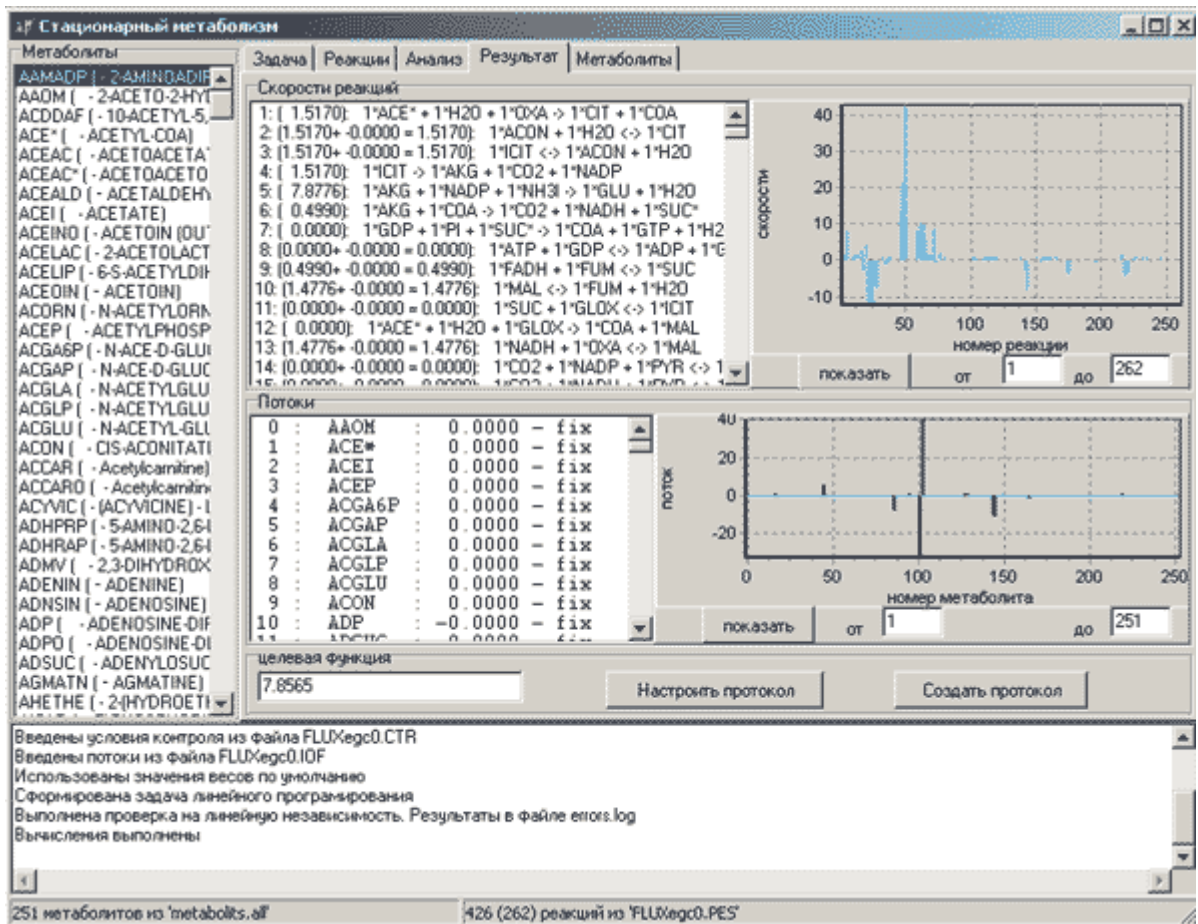 Стационарный метаболизм
Метаболиты
AAMADP ( - 2-AMINOADIP
AAOM ( - 2-ACETO-2-HYI
ACDDAF ( - 10-ACETYL-5,
ACE* ( - ACETYL-COA)
ACEAC ( - ACETOACETA
ACEAC* ( - ACETOACETO
ACEALD ( - ACETALDEHY
ACEI ( - ACETATE)
ACEINO ( - ACETOIN (OUT
ACELAC ( - 2-ACETOLACT
ACELIP ( - 6-S-ACETYLDIH
ACEOIN ( - ACETOIN)
ACORN ( - N-ACETYLORN
ACEP ( - ACETYLPHOSP
ACGA6P ( - N-ACE-D-GLUC
ACGAP ( - N-ACE-D-GLUC
ACGLA ( - N-ACETYLGLU
ACGLP ( - N-ACETYLGLU
ACGLU ( - N-ACETYL-GLL
ACON ( - CIS-ACONITATI
ACCAR ( - Acetylcarnitine)
ACCARO ( - Acetylcarnitin
ACYVIC ( - (ACYVICINE) - L
ADHPRP ( - 5-AMINO-2,6-I
ADHRAP ( - 5-AMINO-2,6-I
ADMV ( - 2,3-DIHYDROX
ADENIN ( - ADENINE)
ADNSIN ( - ADENOSINE)
ADP ( - ADENOSINE-DIF
ADPO ( - ADENOSINE-DI
ADSUC ( - ADENYLOSUC
AGMATN ( - AGMATINE)
AHETHE ( - 2-(HYDROETH
Задача Реакции Анализ Результат Метаболиты
Скорости реакций
1: ( 1.5170): 1*ACE* + 1*H2O + 1*OXA -> 1*CIT + 1*COA
2: (1.5170+ -0.0000 = 1.5170): 1*ACON + 1*H2O <-> 1*CIT
3: (1.5170+ -0.0000 = 1.5170): 1*ICIT <-> 1*ACON + 1*H2O
4: ( 1.5170): 1*ICIT -> 1*AKG + 1*CO2 + 1*NADP
5: ( 7.8776): 1*AKG + 1*NADP + 1*NH3I -> 1*GLU + 1*H2O
6: ( 0.4990): 1*AKG + 1*COA -> 1*CO2 + 1*NADH + 1*SUC*
7: ( 0.0000): 1*GDP + 1*PI + 1*SUC* -> 1*COA + 1*GTP + 1*H2
8: (0.0000+ -0.0000 = 0.0000): 1*ATP + 1*GDP <-> 1*ADP + 1*G
9: (0.4990+ -0.0000 = 0.4990): 1*FADH + 1*FUM <-> 1*SUC
10: (1.4776+ -0.0000 = 1.4776): 1*MAL <-> 1*FUM + 1*H2O
11: (0.0000+ -0.0000 = 0.0000): 1*SUC + 1*GLOX <-> 1*ICIT
12: ( 0.0000): 1*ACE* + 1*H2O + 1*GLOX -> 1*COA + 1*MAL
13: (1.4776+ -0.0000 = 1.4776): 1*NADH + 1*OXA <-> 1*MAL
14: (0.0000+ -0.0000 = 0.0000): 1*CO2 + 1*NADP + 1*PYR <-> 1
скорости
40
30
20
10
0
-10
50 100 150 200 250
номер реакции
показать от 1 до 262
Потоки
0 : AAOM : 0.0000 - fix
1 : ACE* : 0.0000 - fix
2 : ACEI : 0.0000 - fix
3 : ACEP : 0.0000 - fix
4 : ACGA6P : 0.0000 - fix
5 : ACGAP : 0.0000 - fix
6 : ACGLA : 0.0000 - fix
7 : ACGLP : 0.0000 - fix
8 : ACGLU : 0.0000 - fix
9 : ACON : 0.0000 - fix
10 : ADP : -0.0000 - fix
поток
40
20
0
-20
0 50 100 150 200 250
номер метаболита
показать от 1 до 251
целевая функция
7.8565
Настроить протокол Создать протокол
Введены условия контроля из файла FLUXegc0.CTR
Введены потоки из файла FLUXegc0.IOF
Использованы значения весов по умолчанию
Сформирована задача линейного програмирования
Выполнена проверка на линейную независимость. Результаты в файле errors.log
Вычисления выполнены
251 метаболитов из 'metabolits.all' 426 (262) реакций из 'FLUXegc0.PES'